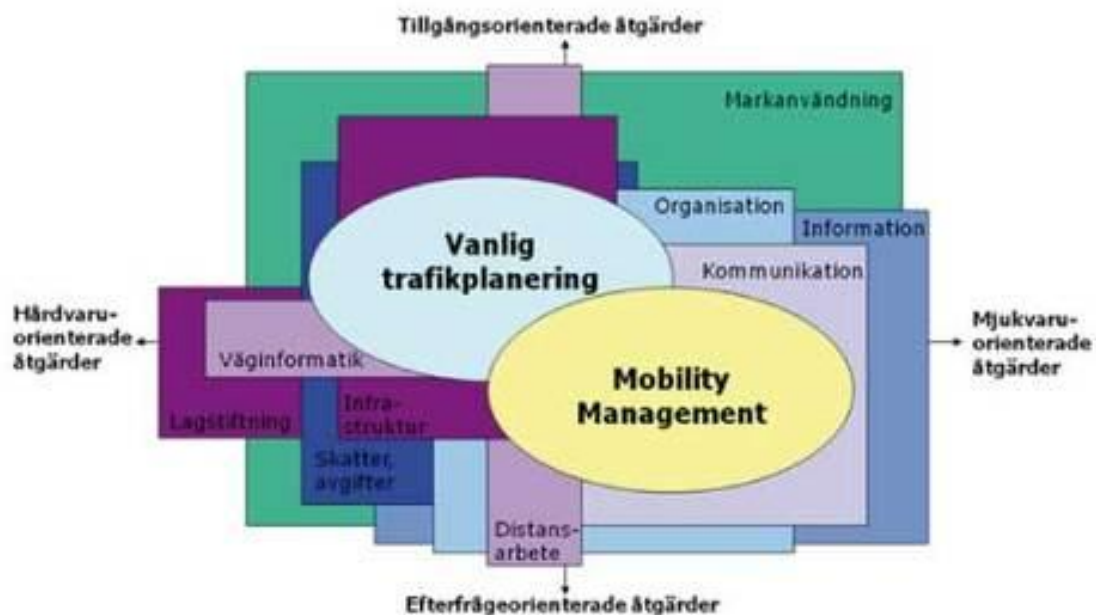 Tillgångsorienterade åtgärder
Markanvändning
Organisation
Information
Vanlig
trafikplanering
Kommunikation
Hårdvaru-
orienterade
åtgärder
Mjukvaru-
orienterade
åtgärder
Väginformatik
Mobility
Management
Lagstiftning
Infra-
struktur
Skatter,
avgifter
Distans-
arbete
Efterfrågeorienterade åtgärder